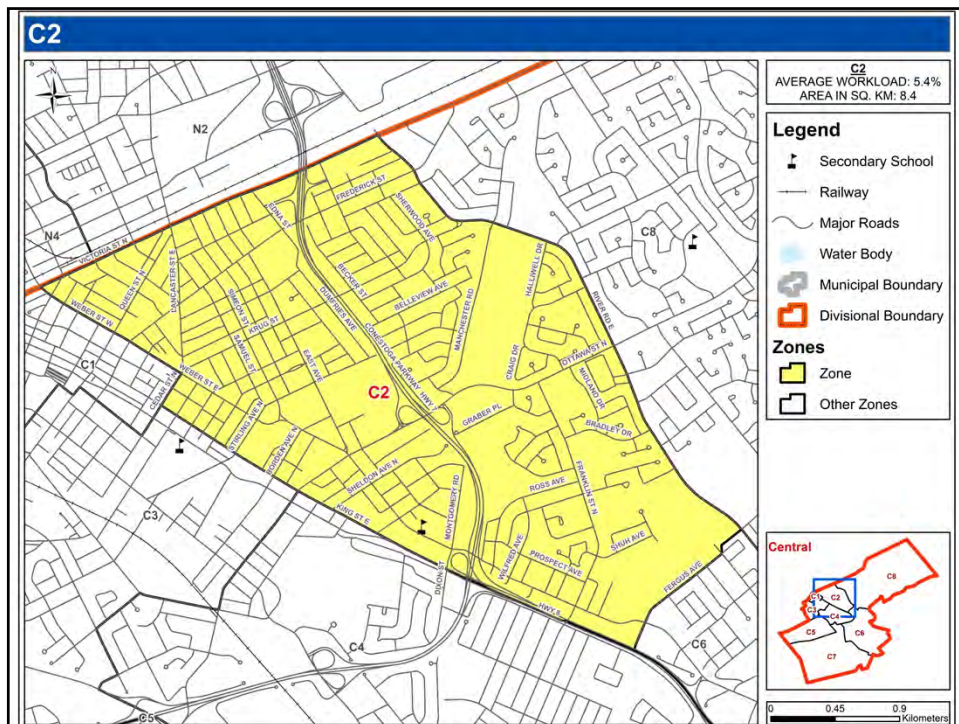 C2
C2
AVERAGE WORKLOAD: 5.4%
AREA IN SQ. KM: 8.4
Legend
Secondary School
Railway
Major Roads
Water Body
Municipal Boundary
Divisional Boundary
Zones
Zone
Other Zones
N
N2
N4
VICTORIA ST N
FREDERICK ST
EDNA ST
SHERWOOD AVE
C8
QUEEN ST N
LANCASTER ST E
HALLIWELL DR
BECKER ST
BELLEVIEW AVE
DUMFRIES AVE
RIVER RD E
WEBER ST W
SIMEON ST
KRUG ST
SAMUEL ST
MANCHESTER RD
CONESTOGA PARKWAY HWY 7
CRAIG DR
OTTAWA ST N
C1
WEBER ST E
EAST AVE
C2
MIDLAND DR
CEDAR ST N
GRABER PL
BRADLEY DR
STIRLING AVE N
BORDEN AVE N
SHELDON AVE N
FRANKLIN ST N
ROSS AVE
MONTGOMERY RD
C3
KING ST E
WILFRED AVE
PROSPECT AVE
SHUH AVE
DIXON ST
FERGUS AVE
HWY 8
C4
C6
C5
Central
C8
C1
C2
C3
C4
C5
C6
C7
0 0.45 0.9
Kilometers